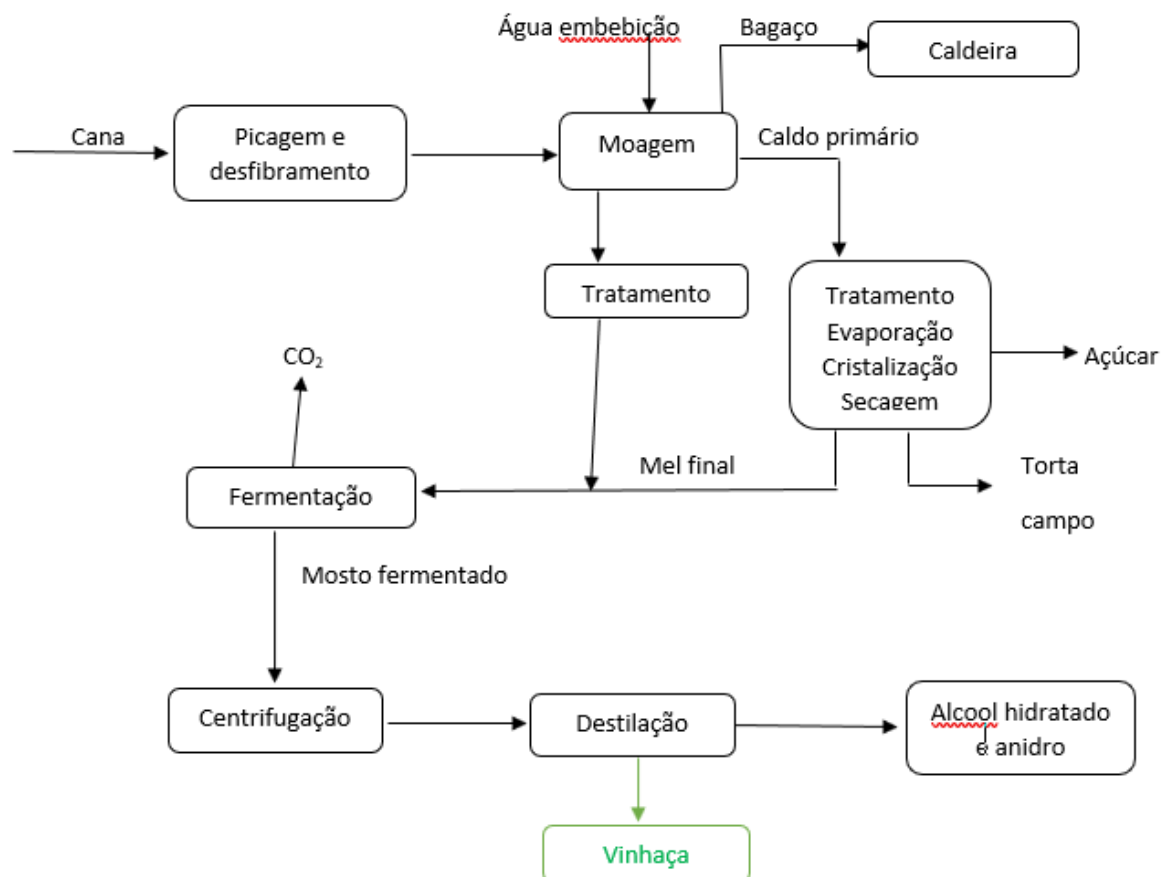 Água embebição
Bagaço
Caldeira
Cana
Picagem e
desfibramento
Moagem
Caldo primário
Tratamento
Tratamento
Evaporação
Cristalização
Secagem
Açúcar
CO₂
Mel final
Torta
campo
Fermentação
Mosto fermentado
Centrifugação
Destilação
Alcool hidratado
e anidro
Vinhaça